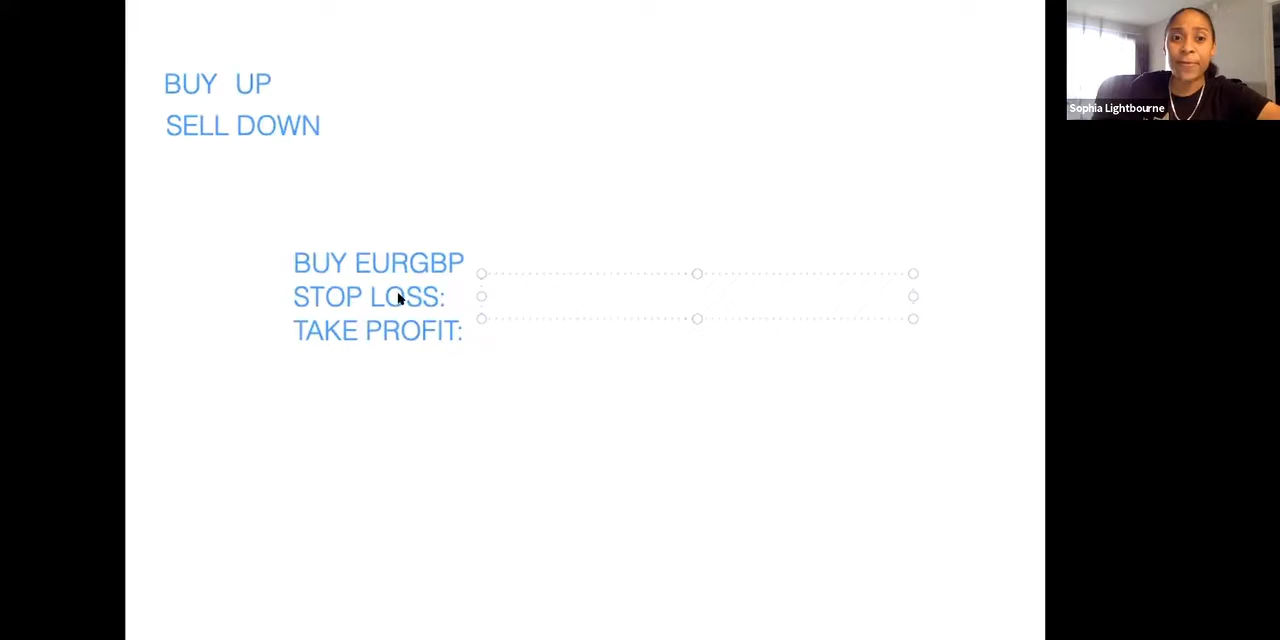 BUY UP
SELL DOWN
BUY EURGBP
STOP LOSS:
TAKE PROFIT:
Sophia Lightbourne